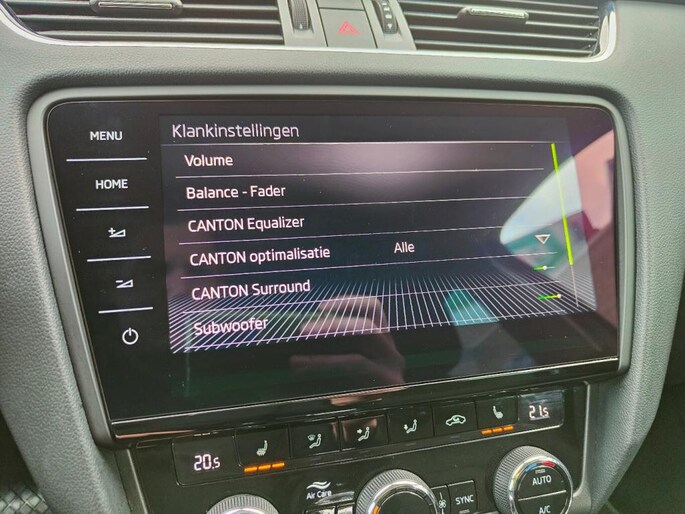 MENU
HOME
Klankinstellingen
Volume
Balance - Fader
CANTON Equalizer
CANTON optimalisatie Alle
CANTON Surround
Subwoofer
20.5
21.5
Air Care
SYNC
AUTO
A/C